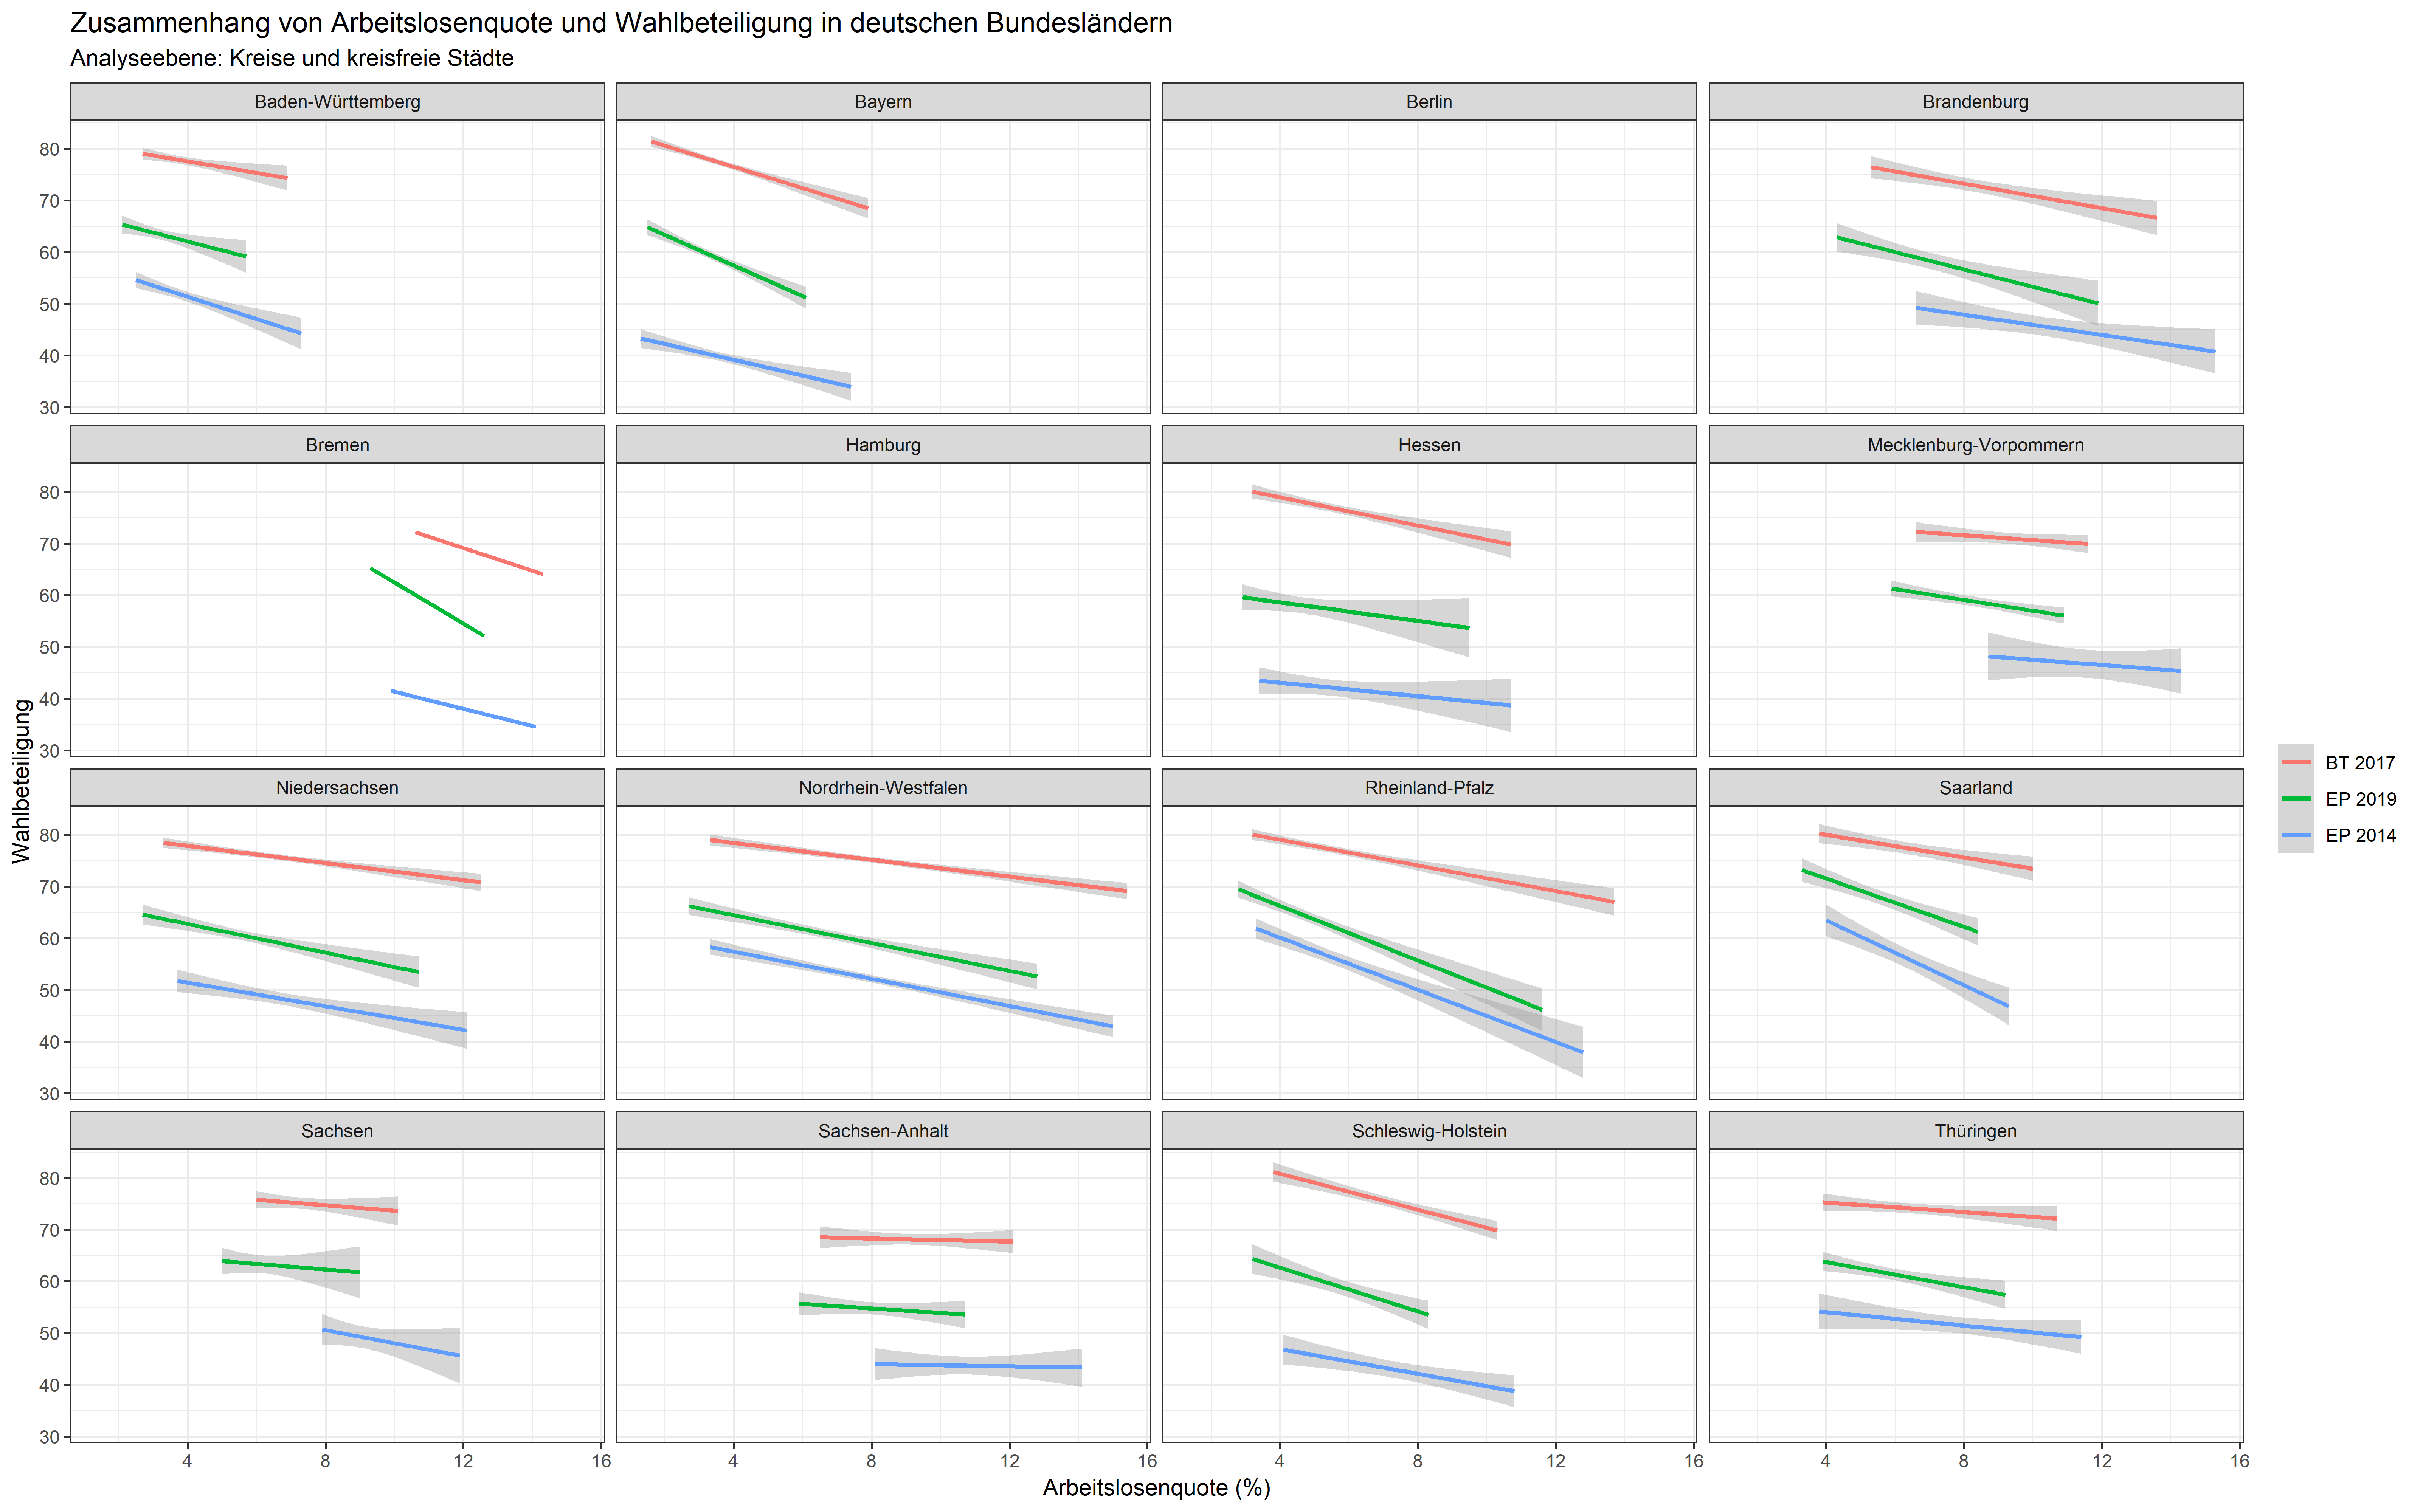 Zusammenhang von Arbeitslosenquote und Wahlbeteiligung in deutschen Bundesländern
Analyseebene: Kreise und kreisfreie Städte
Baden-Württemberg
Bayern
Berlin
Brandenburg
80
70
60
50
40
30
Bremen
Hamburg
Hessen
Mecklenburg-Vorpommern
80
70
60
50
40
30
Niedersachsen
Nordrhein-Westfalen
Rheinland-Pfalz
Saarland
80
70
60
50
40
30
Sachsen
Sachsen-Anhalt
Schleswig-Holstein
Thüringen
80
70
60
50
40
30
4 8 12 16
4 8 12 16
4 8 12 16
4 8 12 16
Arbeitslosenquote (%)
Wahlbeteiligung
BT 2017
EP 2019
EP 2014